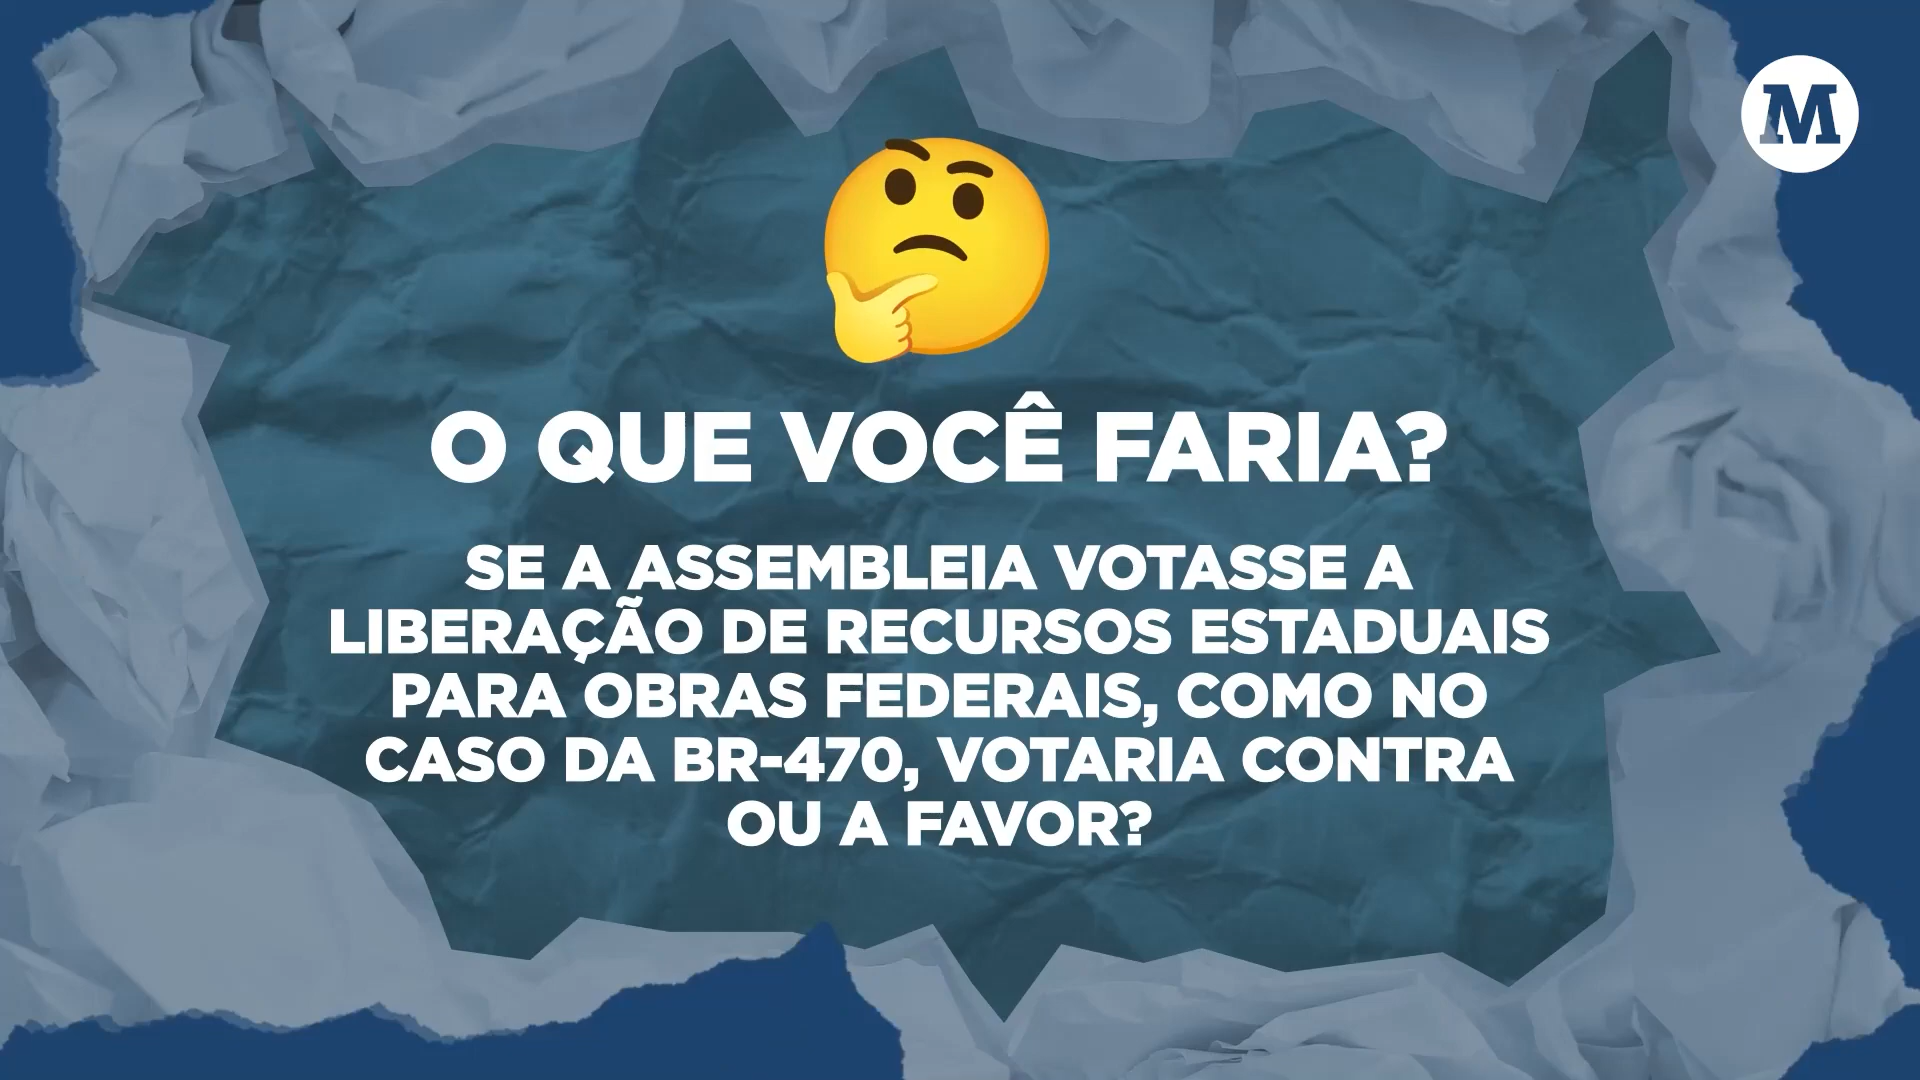 M
O QUE VOCÊ FARIA?
SE A ASSEMBLEIA VOTASSE A
LIBERAÇÃO DE RECURSOS ESTADUAIS
PARA OBRAS FEDERAIS, COMO NO
CASO DA BR-470, VOTARIA CONTRA
OU A FAVOR?